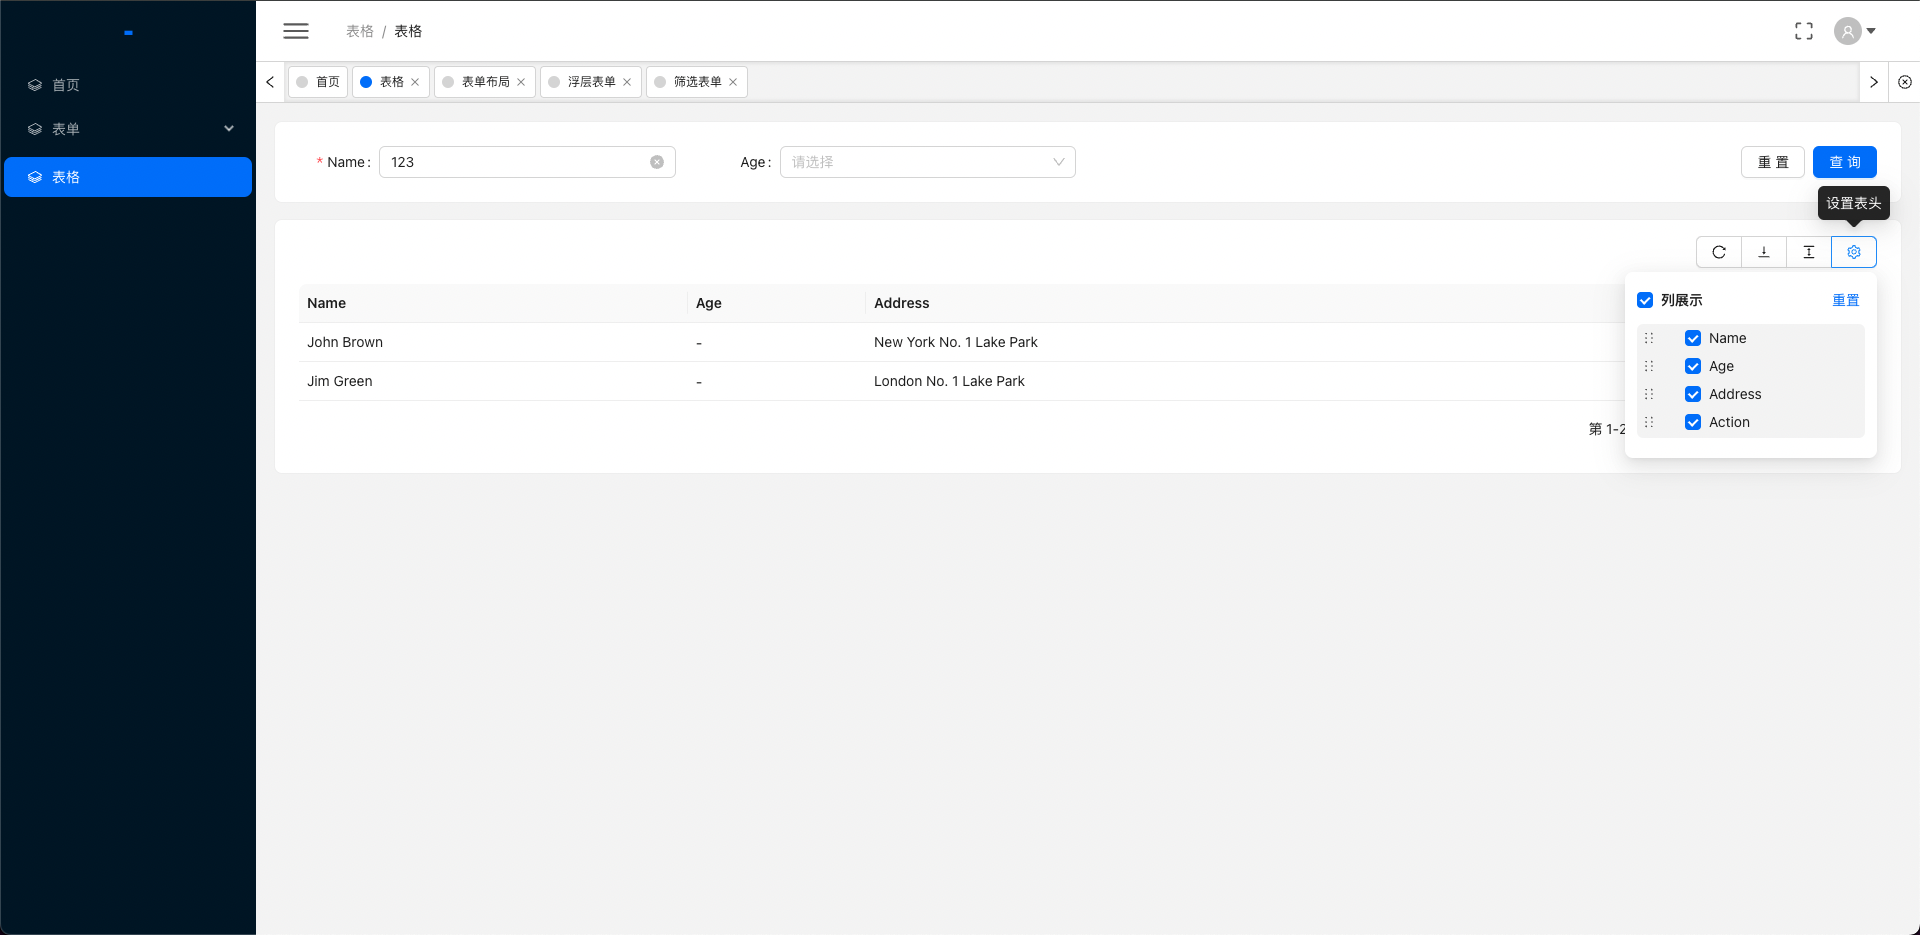 首页
表单
表格
表格 / 表格
首页
表格
表单布局
浮层表单
筛选表单
* Name :
123
Age :
请选择
重 置
查 询
设置表头
Name
Age
Address
John Brown
-
New York No. 1 Lake Park
Jim Green
-
London No. 1 Lake Park
第 1-2
列展示
重置
Name
Age
Address
Action